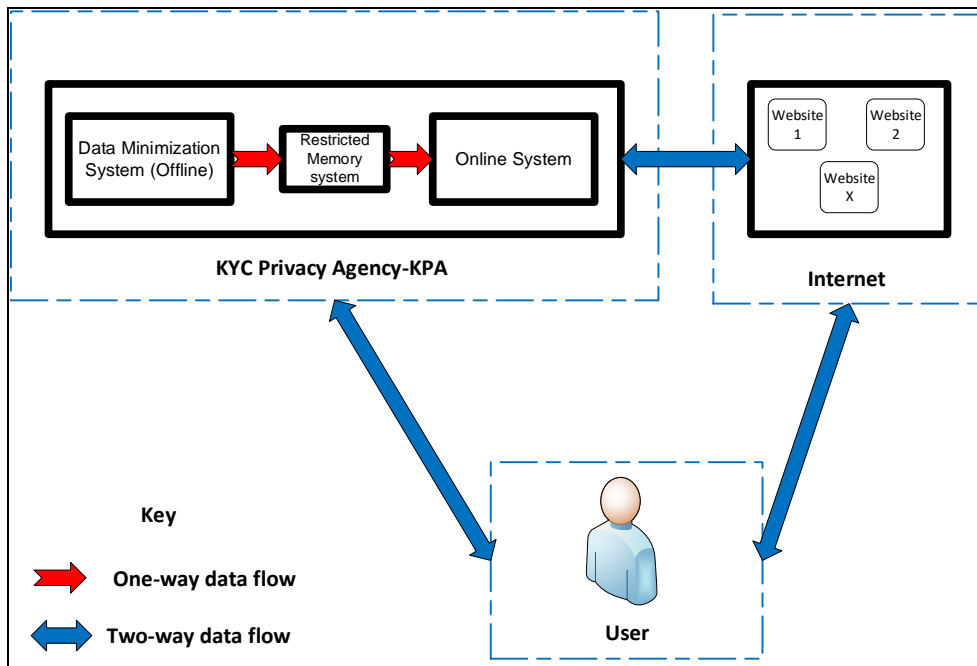 Data Minimization
System (Offline)
Restricted
Memory
system
Online System
KYC Privacy Agency-KPA
Website
1
Website
2
Website
X
Internet
User
Key
One-way data flow
Two-way data flow